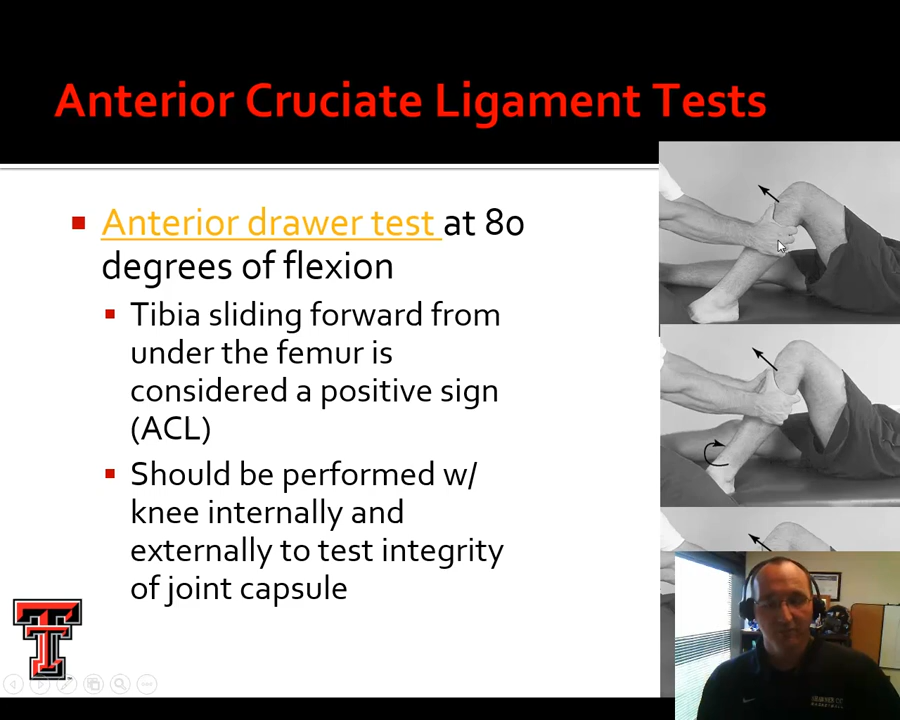 Anterior Cruciate Ligament Tests
Anterior drawer test at 80
degrees of flexion
Tibia sliding forward from
under the femur is
considered a positive sign
(ACL)
Should be performed w/
knee internally and
externally to test integrity
of joint capsule